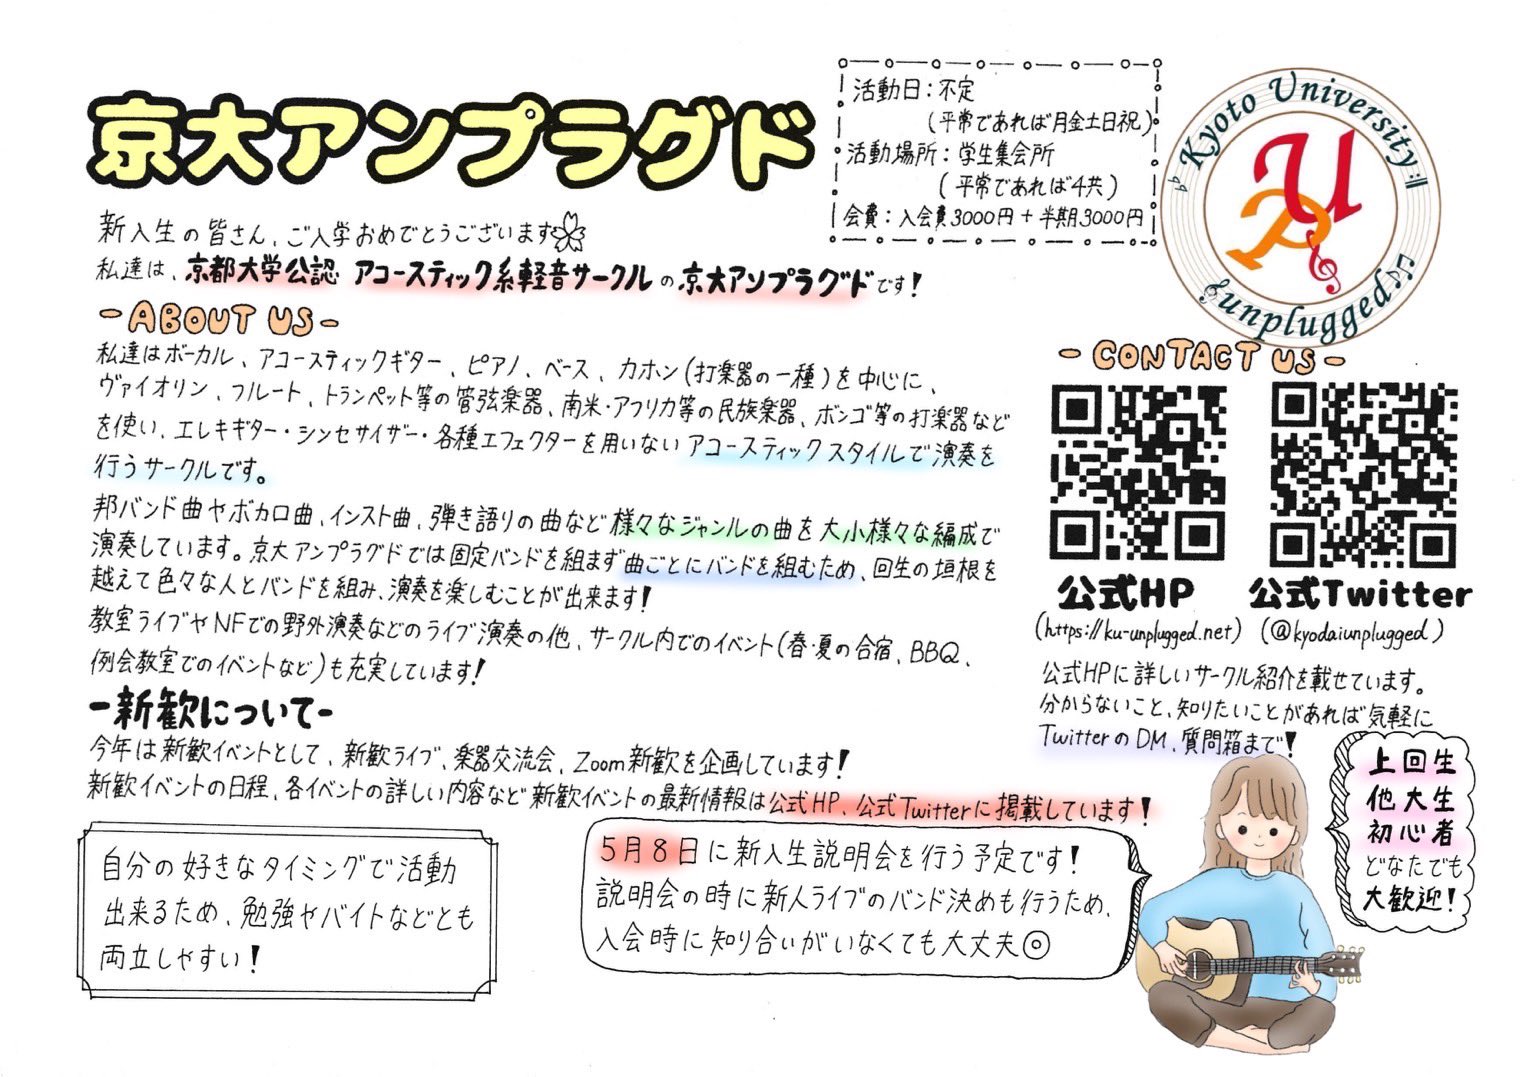 京大アンプラグド
活動日：不定
(平常であれば月金土日祝)
活動場所：学生集会所
(平常であれば4共)
会費：入会費3000円+半期3000円
Kyoto University
UP
unplugged
新入生の皆さん、ご入学おめでとうございます
私達は、京都大学公認 アコースティック系軽音サークルの京大アンプラグドです!
-ABOUT US-
私達はボーカル、アコースティックギター、ピアノ、ベース、カホン(打楽器の一種)を中心に、
ヴァイオリン、フルート、トランペット等の管弦楽器、南米・アフリカ等の民族楽器、ボンゴ等の打楽器など
を使い、エレキギター・シンセサイザー・各種エフェクターを用いないアコースティックスタイルで演奏を
行うサークルです。
邦バンド曲やボカロ曲、インスト曲、弾き語りの曲など様々なジャンルの曲を大小様々な編成で
演奏しています。京大アンプラグドでは固定バンドを組まず曲ごとにバンドを組むため、回生の垣根を
越えて色々な人とバンドを組み、演奏を楽しむことが出来ます!
教室ライブやNFでの野外演奏などのライブ演奏の他、サークル内でのイベント(春・夏の合宿、BBQ、
例会教室でのイベントなど)も充実しています!
-新歓について-
今年は新歓イベントとして、新歓ライブ、楽器交流会、Zoom新歓を企画しています!
新歓イベントの日程、各イベントの詳しい内容など新歓イベントの最新情報は公式HP、公式Twitterに掲載しています!
自分の好きなタイミングで活動
出来るため、勉強やバイトなどとも
両立しやすい!
5月8日に新入生説明会を行う予定です!
説明会の時に新人ライブのバンド決めも行うため、
入会時に知り合いがいなくても大丈夫◎
-CONTACT US-
公式HP
(https://ku-unplugged.net)
公式Twitter
(@kyodaiunplugged)
公式HPに詳しいサークル紹介を載せています。
分からないこと、知りたいことがあれば気軽に
TwitterのDM、質問箱まで!
上回生
他大生
初心者
どなたでも
大歓迎!